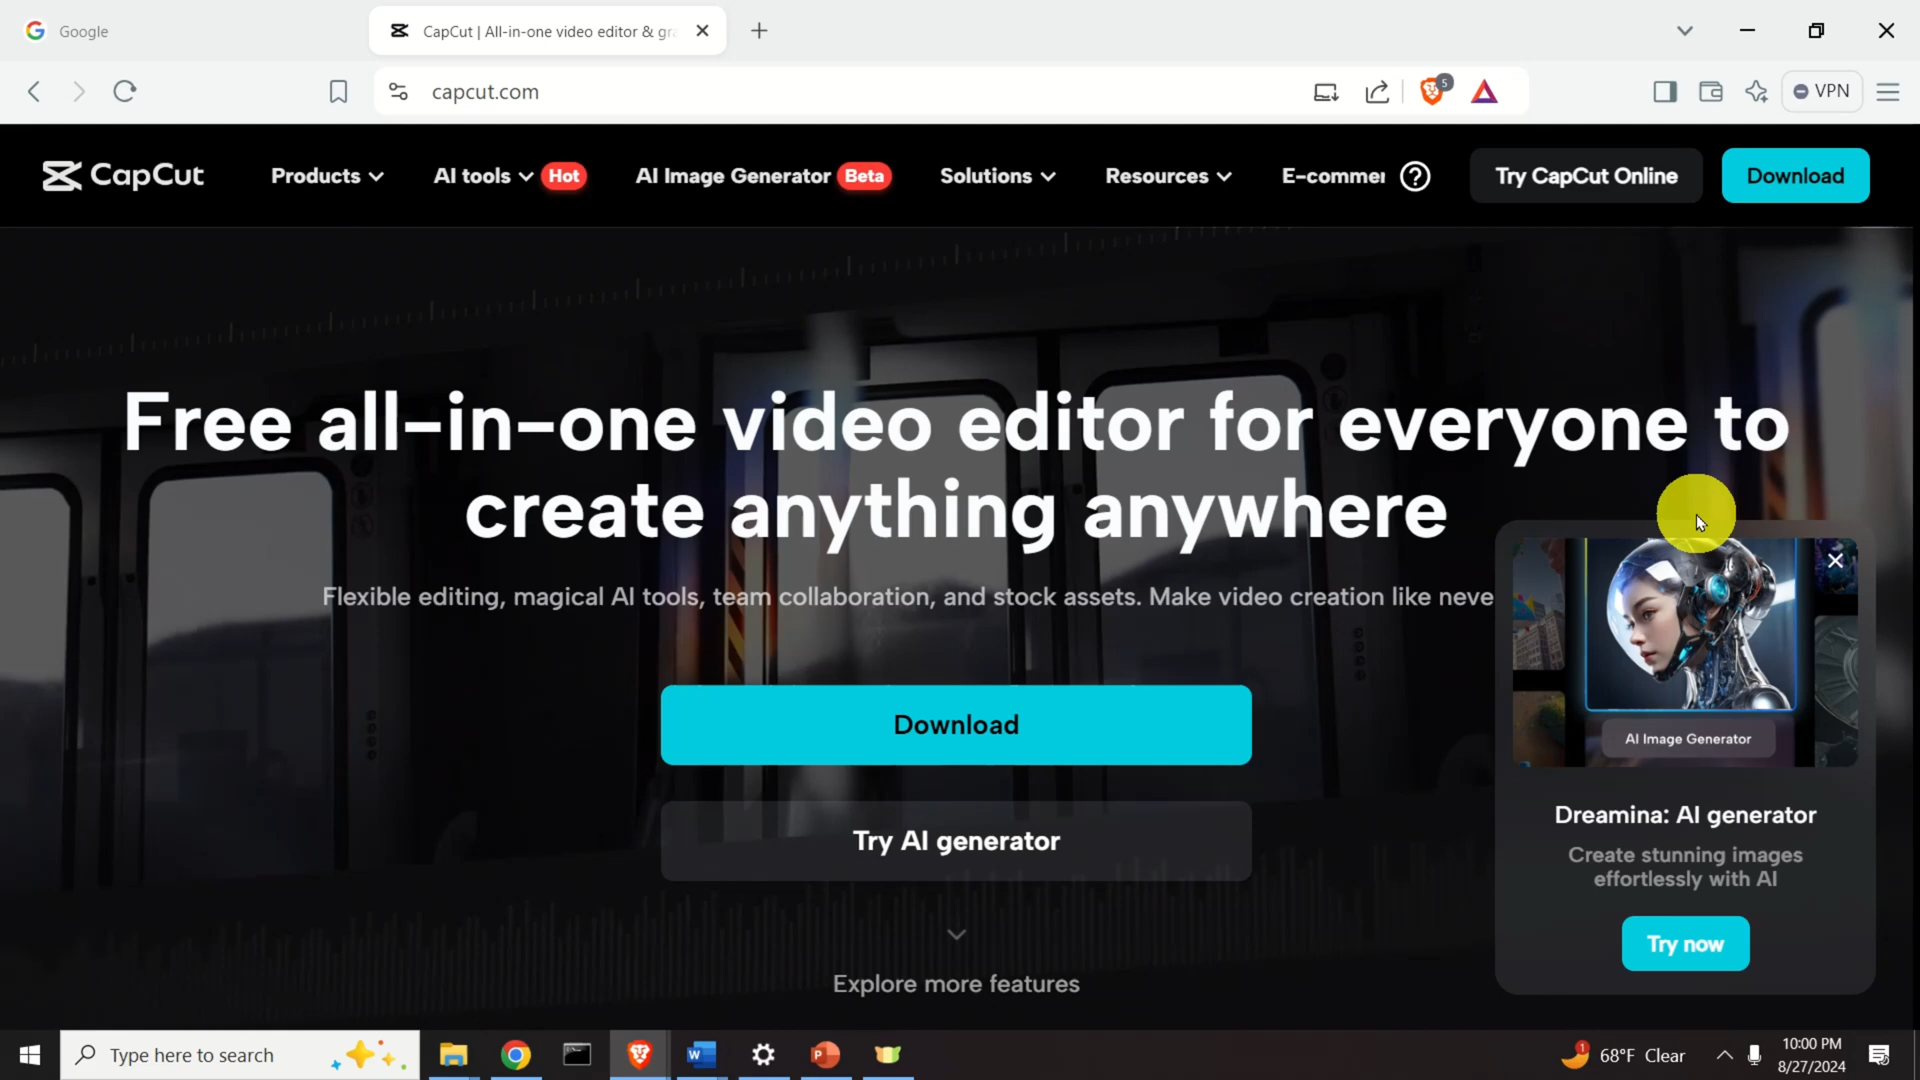 Google
CapCut | All-in-one video editor & gra
capcut.com
5
VPN
CapCut
Products
AI tools
Hot
AI Image Generator
Beta
Solutions
Resources
E-commer
Try CapCut Online
Download
Free all-in-one video editor for everyone to
create anything anywhere
Flexible editing, magical AI tools, team collaboration, and stock assets. Make video creation like neve
Download
Try AI generator
Explore more features
AI Image Generator
Dreamina: AI generator
Create stunning images
effortlessly with AI
Try now
Type here to search
1
68°F Clear
10:00 PM
8/27/2024